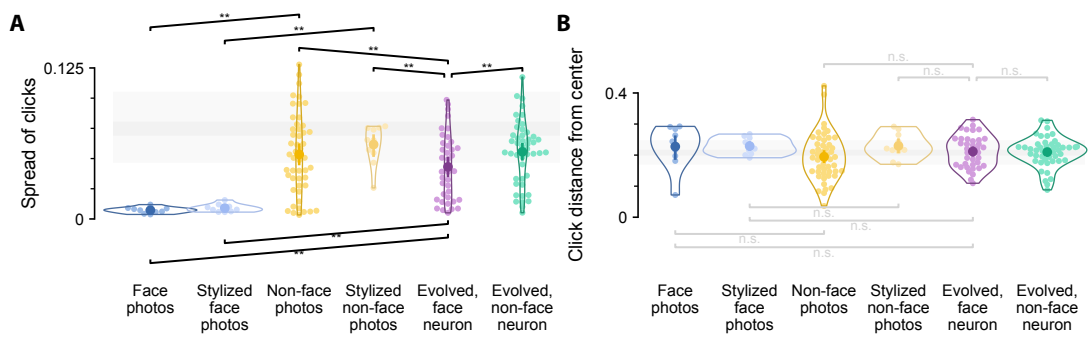 A
Spread of clicks
0.125
0
**
**
**
**
**
**
**
Face
photos
Stylized
face
photos
Non-face
photos
Stylized
non-face
photos
Evolved,
face
neuron
Evolved,
non-face
neuron
B
Click distance from center
0.4
0
n.s.
n.s.
n.s.
n.s.
n.s.
n.s.
n.s.
Face
photos
Stylized
face
photos
Non-face
photos
Stylized
non-face
photos
Evolved,
face
neuron
Evolved,
non-face
neuron